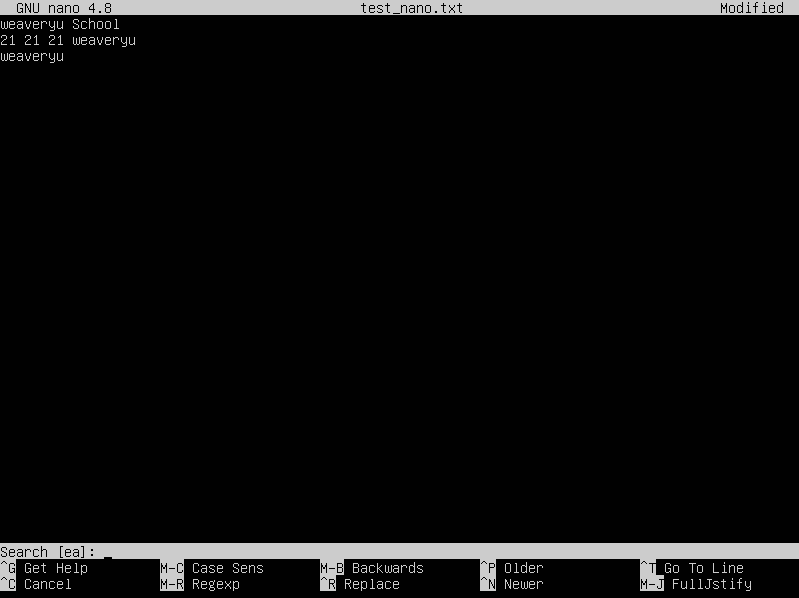 GNU nano 4.8 test_nano.txt Modified
weaveryu School
21 21 21 weaveryu
weaveryu
Search [ea]: _
^G Get Help M-C Case Sens M-B Backwards ^P Older ^T Go To Line
^C Cancel M-R Regexp ^R Replace ^N Newer M-J FullJstify